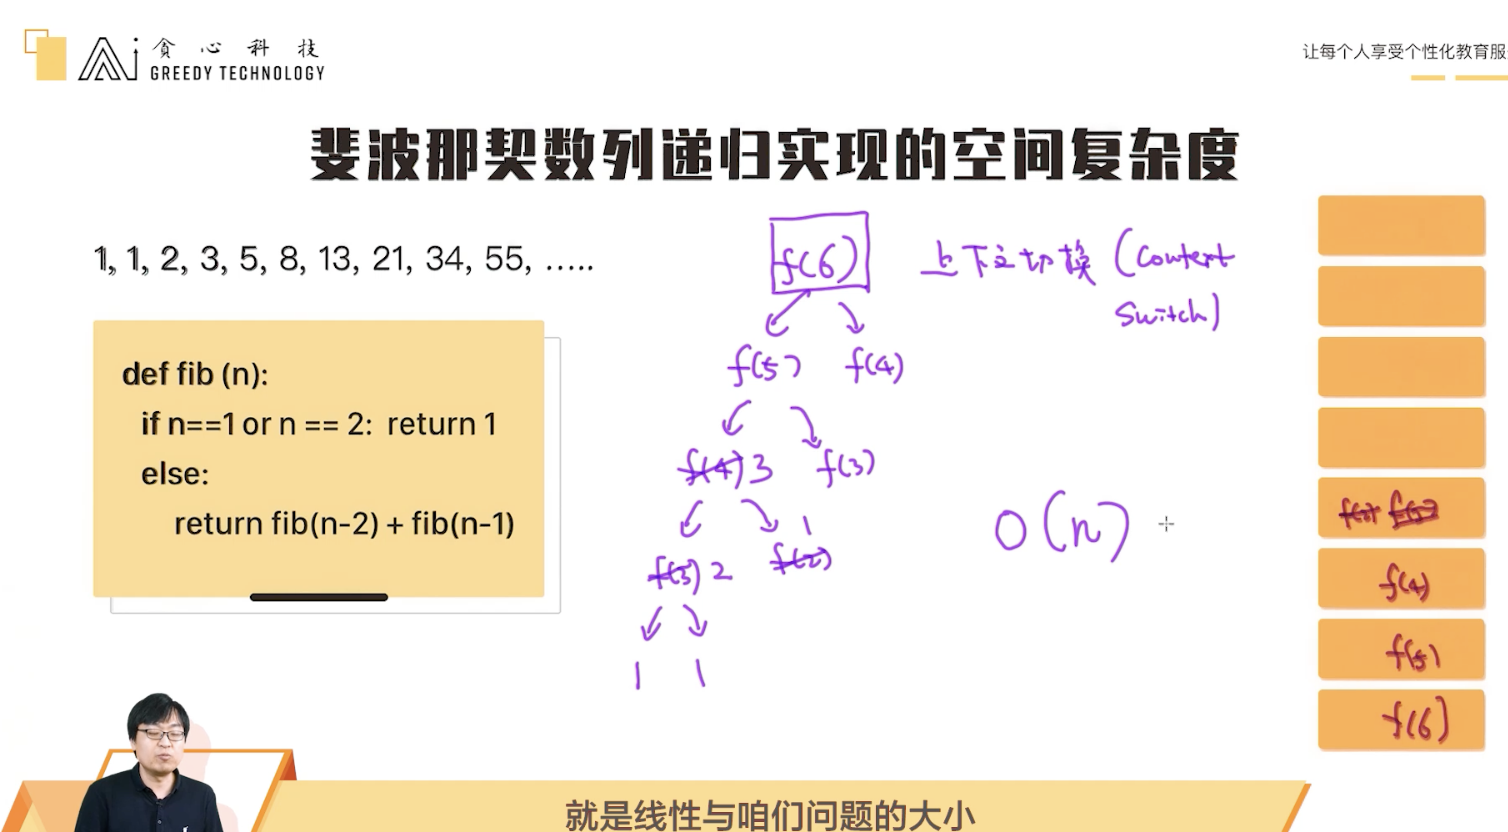 贪心科技
GREEDY TECHNOLOGY
让每个人享受个性化教育服
斐波那契数列递归实现的空间复杂度
1, 1, 2, 3, 5, 8, 13, 21, 34, 55, .....
def fib (n):
if n==1 or n == 2: return 1
else:
return fib(n-2) + fib(n-1)
f(6)
上下文切换 (Context
Switch)
f(5) f(4)
f(4) 3 f(3)
1
f(3) 2 f(2)
1 1
O(n)
f(4)
f(5)
f(6)
就是线性与咱们问题的大小